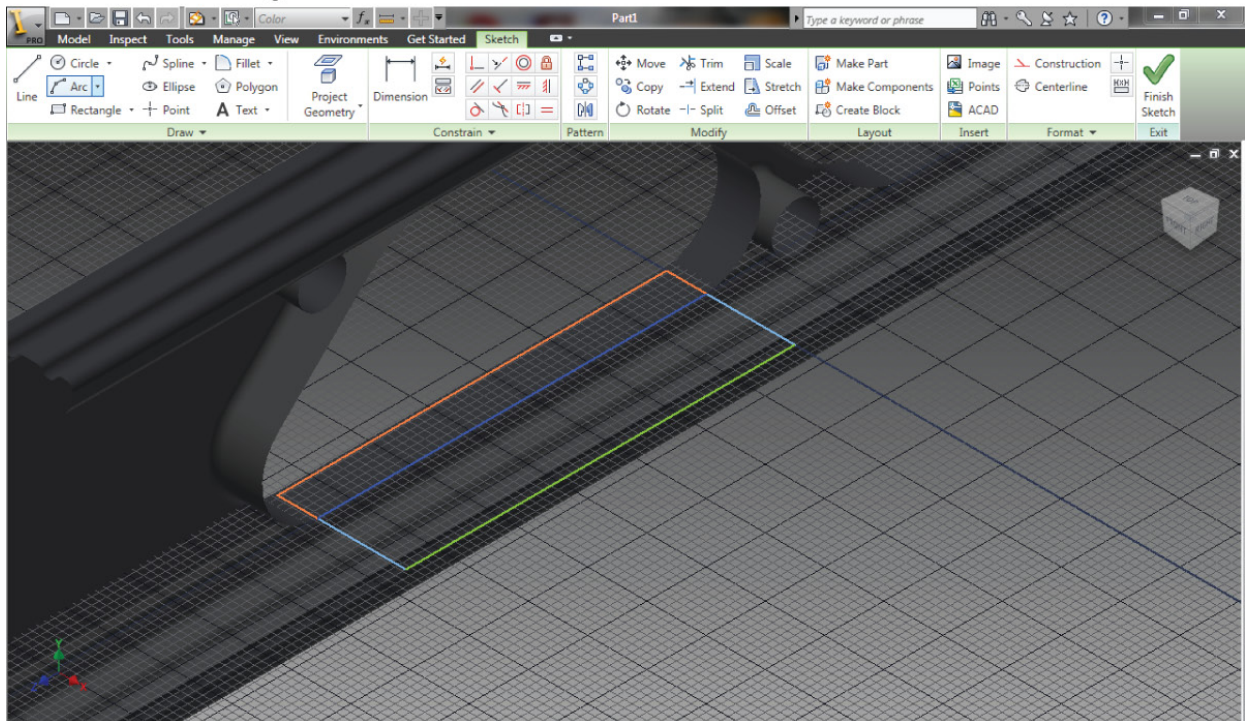 Color Part1 Type a keyword or phrase
PRO Model Inspect Tools Manage View Environments Get Started Sketch
Circle Spline Fillet Move Trim Scale Make Part Image Construction
Line Arc Ellipse Polygon Project Geometry Dimension Copy Extend Stretch Make Components Points Centerline Finish Sketch
Rectangle Point A Text Rotate Split Offset Create Block ACAD
Draw Constrain Pattern Modify Layout Insert Format Exit
TOP
FRONT
Y
X